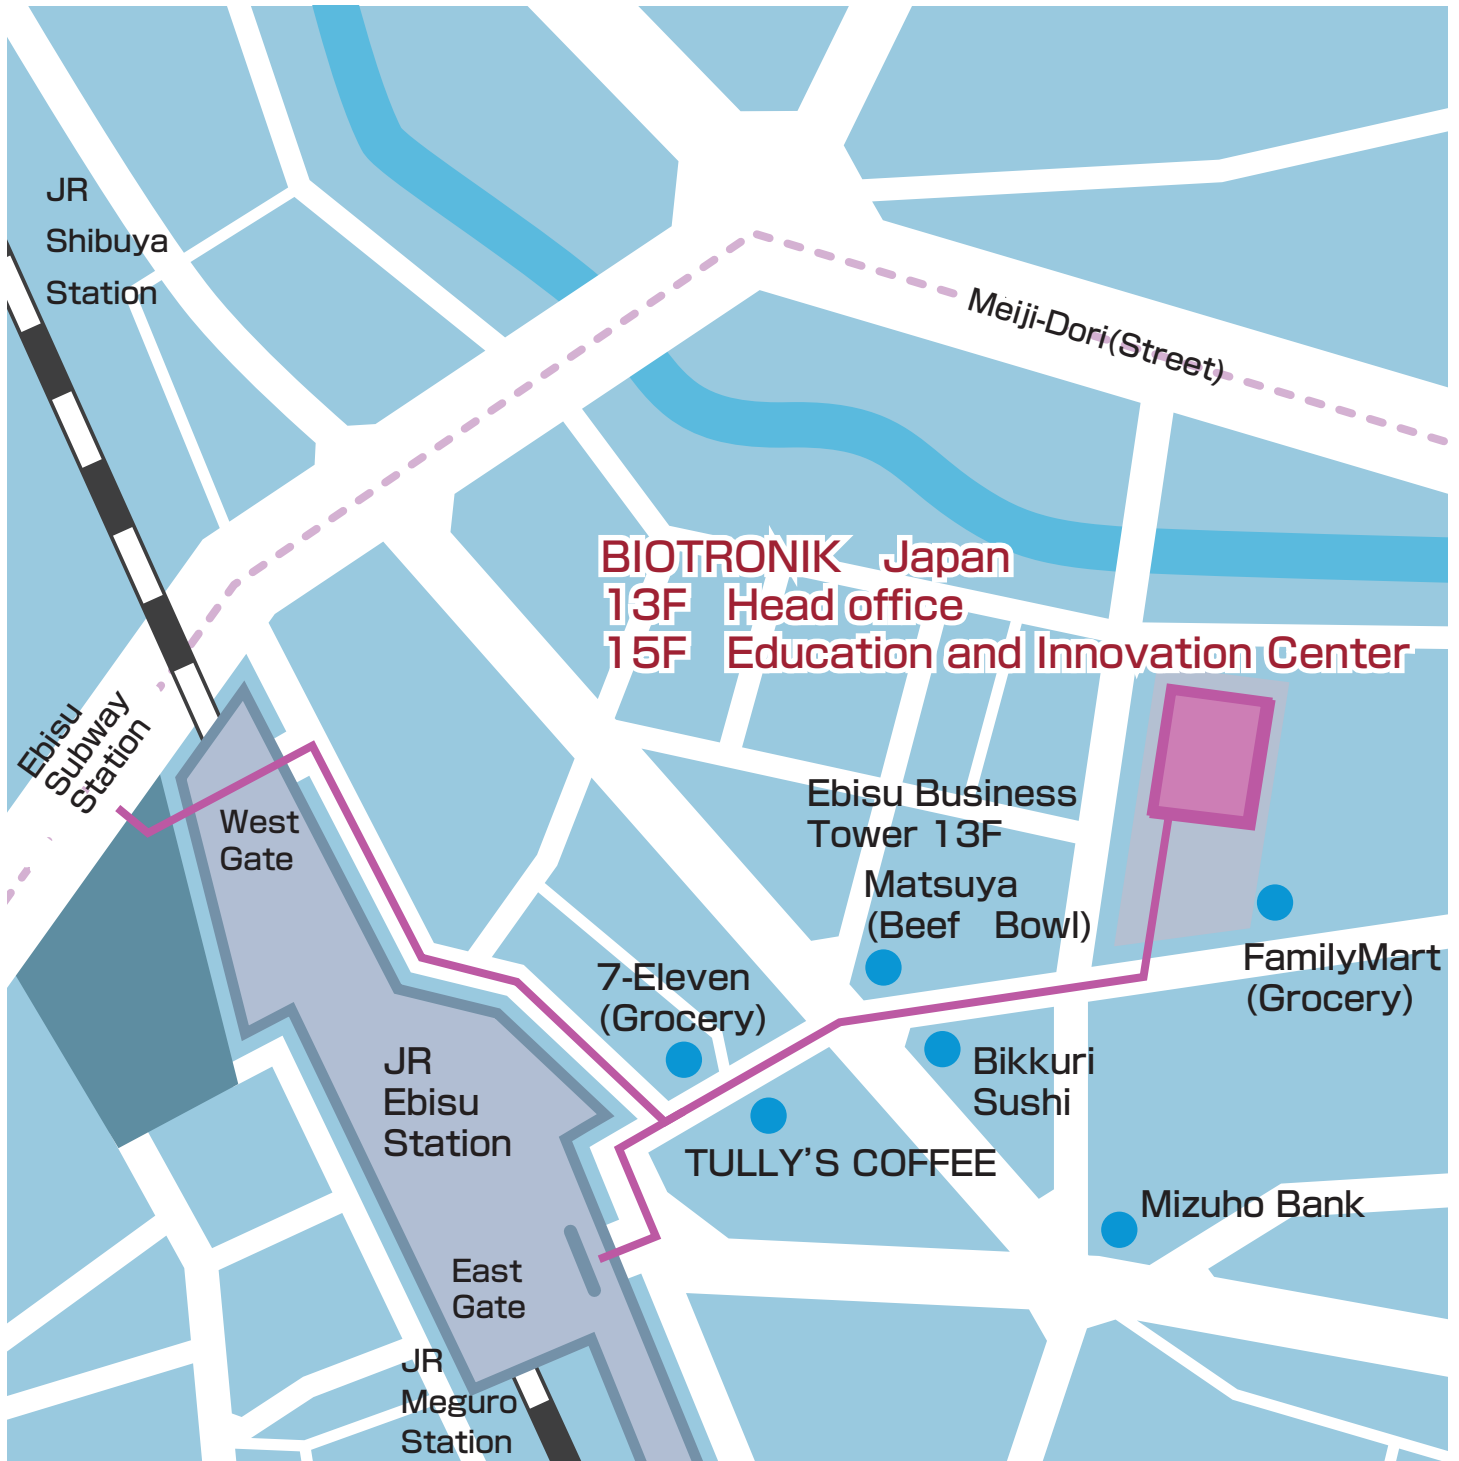 JR
Shibuya
Station
Meiji-Dori(Street)
BIOTRONIK Japan
13F Head office
15F Education and Innovation Center
Ebisu
Subway
Station
West
Gate
Ebisu Business
Tower 13F
Matsuya
(Beef Bowl)
FamilyMart
(Grocery)
7-Eleven
(Grocery)
JR
Ebisu
Station
Bikkuri
Sushi
TULLY'S COFFEE
Mizuho Bank
East
Gate
JR
Meguro
Station